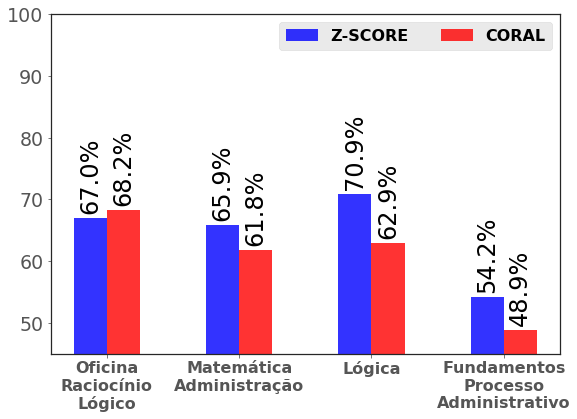 100
90
80
70
60
50
Z-SCORE CORAL
67.0%
68.2%
65.9%
61.8%
70.9%
62.9%
54.2%
48.9%
Oficina
Raciocínio
Lógico
Matemática
Administração
Lógica
Fundamentos
Processo
Administrativo